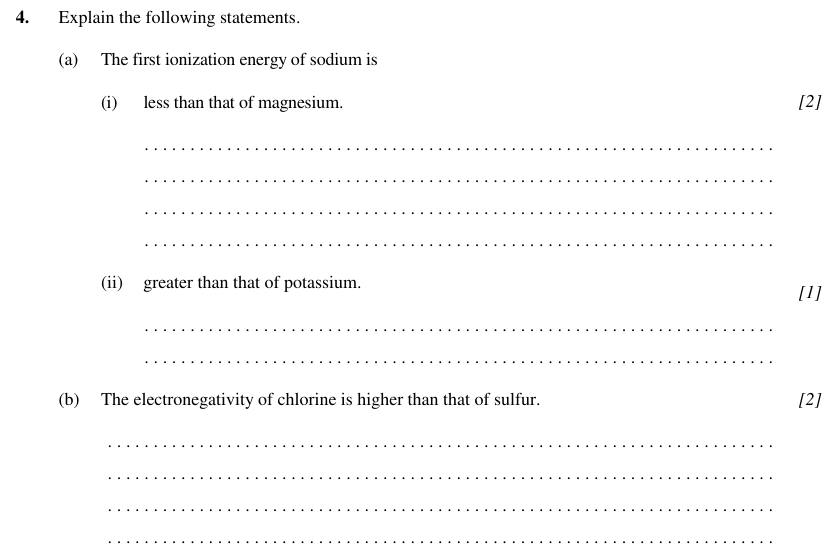 4. Explain the following statements.
(a) The first ionization energy of sodium is
(i) less than that of magnesium. [2]
. . . . . . . . . . . . . . . . . . . . . . . . . . . . . . . . . . . . . . . . . . . . . . . . . . . . . . . . . . . . . . . . . . . .
. . . . . . . . . . . . . . . . . . . . . . . . . . . . . . . . . . . . . . . . . . . . . . . . . . . . . . . . . . . . . . . . . . . .
. . . . . . . . . . . . . . . . . . . . . . . . . . . . . . . . . . . . . . . . . . . . . . . . . . . . . . . . . . . . . . . . . . . .
. . . . . . . . . . . . . . . . . . . . . . . . . . . . . . . . . . . . . . . . . . . . . . . . . . . . . . . . . . . . . . . . . . . .
(ii) greater than that of potassium. [1]
. . . . . . . . . . . . . . . . . . . . . . . . . . . . . . . . . . . . . . . . . . . . . . . . . . . . . . . . . . . . . . . . . . . .
. . . . . . . . . . . . . . . . . . . . . . . . . . . . . . . . . . . . . . . . . . . . . . . . . . . . . . . . . . . . . . . . . . . .
(b) The electronegativity of chlorine is higher than that of sulfur. [2]
. . . . . . . . . . . . . . . . . . . . . . . . . . . . . . . . . . . . . . . . . . . . . . . . . . . . . . . . . . . . . . . . . . . . . . . .
. . . . . . . . . . . . . . . . . . . . . . . . . . . . . . . . . . . . . . . . . . . . . . . . . . . . . . . . . . . . . . . . . . . . . . . .
. . . . . . . . . . . . . . . . . . . . . . . . . . . . . . . . . . . . . . . . . . . . . . . . . . . . . . . . . . . . . . . . . . . . . . . .
. . . . . . . . . . . . . . . . . . . . . . . . . . . . . . . . . . . . . . . . . . . . . . . . . . . . . . . . . . . . . . . . . . . . . . . .